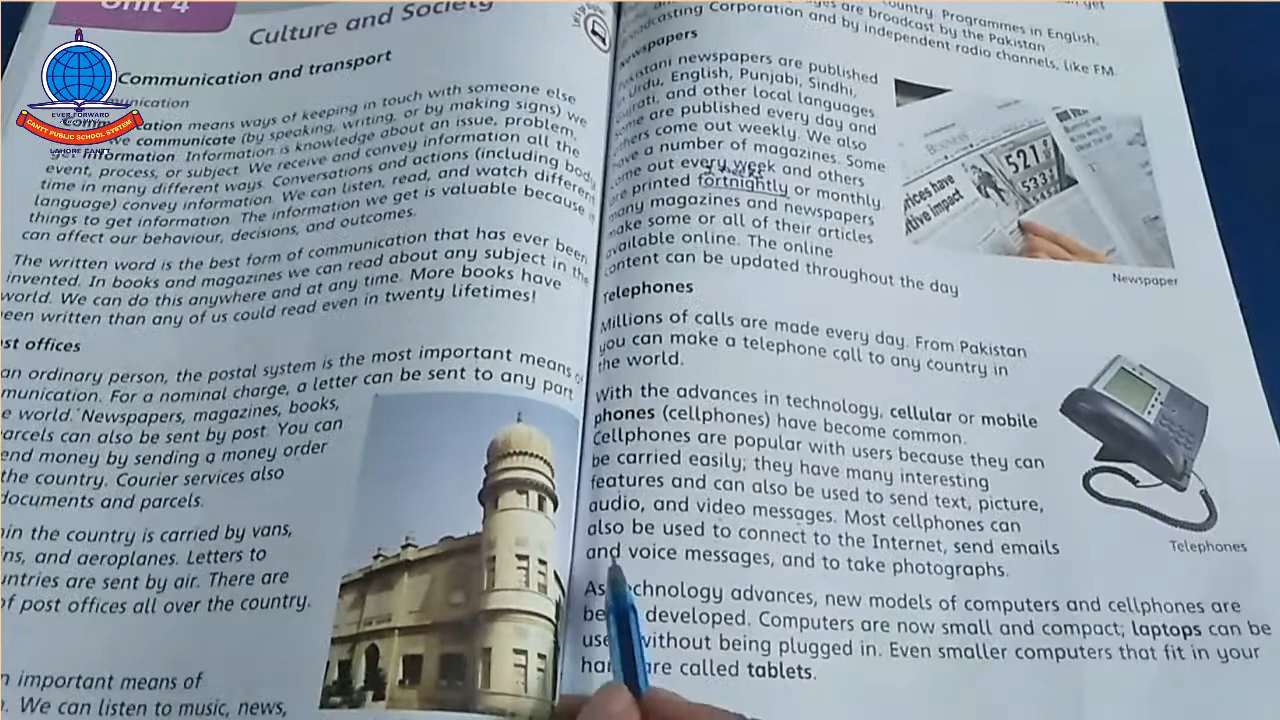 Unit 4
Culture and Society
Communication and transport
means ways of keeping in touch with someone else
we communicate (by speaking, writing, or by making signs) we
get information. Information is knowledge about an issue, problem,
event, process, or subject. We receive and convey information all the
time in many different ways. Conversations and actions (including body
language) convey information. We can listen, read, and watch different
things to get information. The information we get is valuable because
can affect our behaviour, decisions, and outcomes.
The written word is the best form of communication that has ever been
invented. In books and magazines we can read about any subject in the
world. We can do this anywhere and at any time. More books have
been written than any of us could read even in twenty lifetimes!
offices
an ordinary person, the postal system is the most important means
For a nominal charge, a letter can be sent to any part
world. Newspapers, magazines, books,
parcels can also be sent by post. You can
send money by sending a money order
the country. Courier services also
documents and parcels.
in the country is carried by vans,
and aeroplanes. Letters to
are sent by air. There are
of post offices all over the country.
important means of
We can listen to music, news,
EVER FORWARD
CANTT PUBLIC SCHOOL SYSTEM
LAHORE CANTT
country. Programmes in English,
are broadcast by the Pakistan
Broadcasting Corporation and by independent radio channels, like FM.
Newspapers
Pakistani newspapers are published
in Urdu, English, Punjabi, Sindhi,
and other local languages.
Some are published every day and
others come out weekly. We also
have a number of magazines. Some
come out every week and others
are printed fortnightly or monthly.
many magazines and newspapers
make some or all of their articles
available online. The online
content can be updated throughout the day
Newspaper
Telephones
Millions of calls are made every day. From Pakistan
you can make a telephone call to any country in
the world.
With the advances in technology, cellular or mobile
phones (cellphones) have become common.
Cellphones are popular with users because they can
be carried easily; they have many interesting
features and can also be used to send text, picture,
audio, and video messages. Most cellphones can
also be used to connect to the Internet, send emails
and voice messages, and to take photographs.
Telephones
As technology advances, new models of computers and cellphones are
being developed. Computers are now small and compact; laptops can be
used without being plugged in. Even smaller computers that fit in your
hand are called tablets.
prices have
impact
521
533